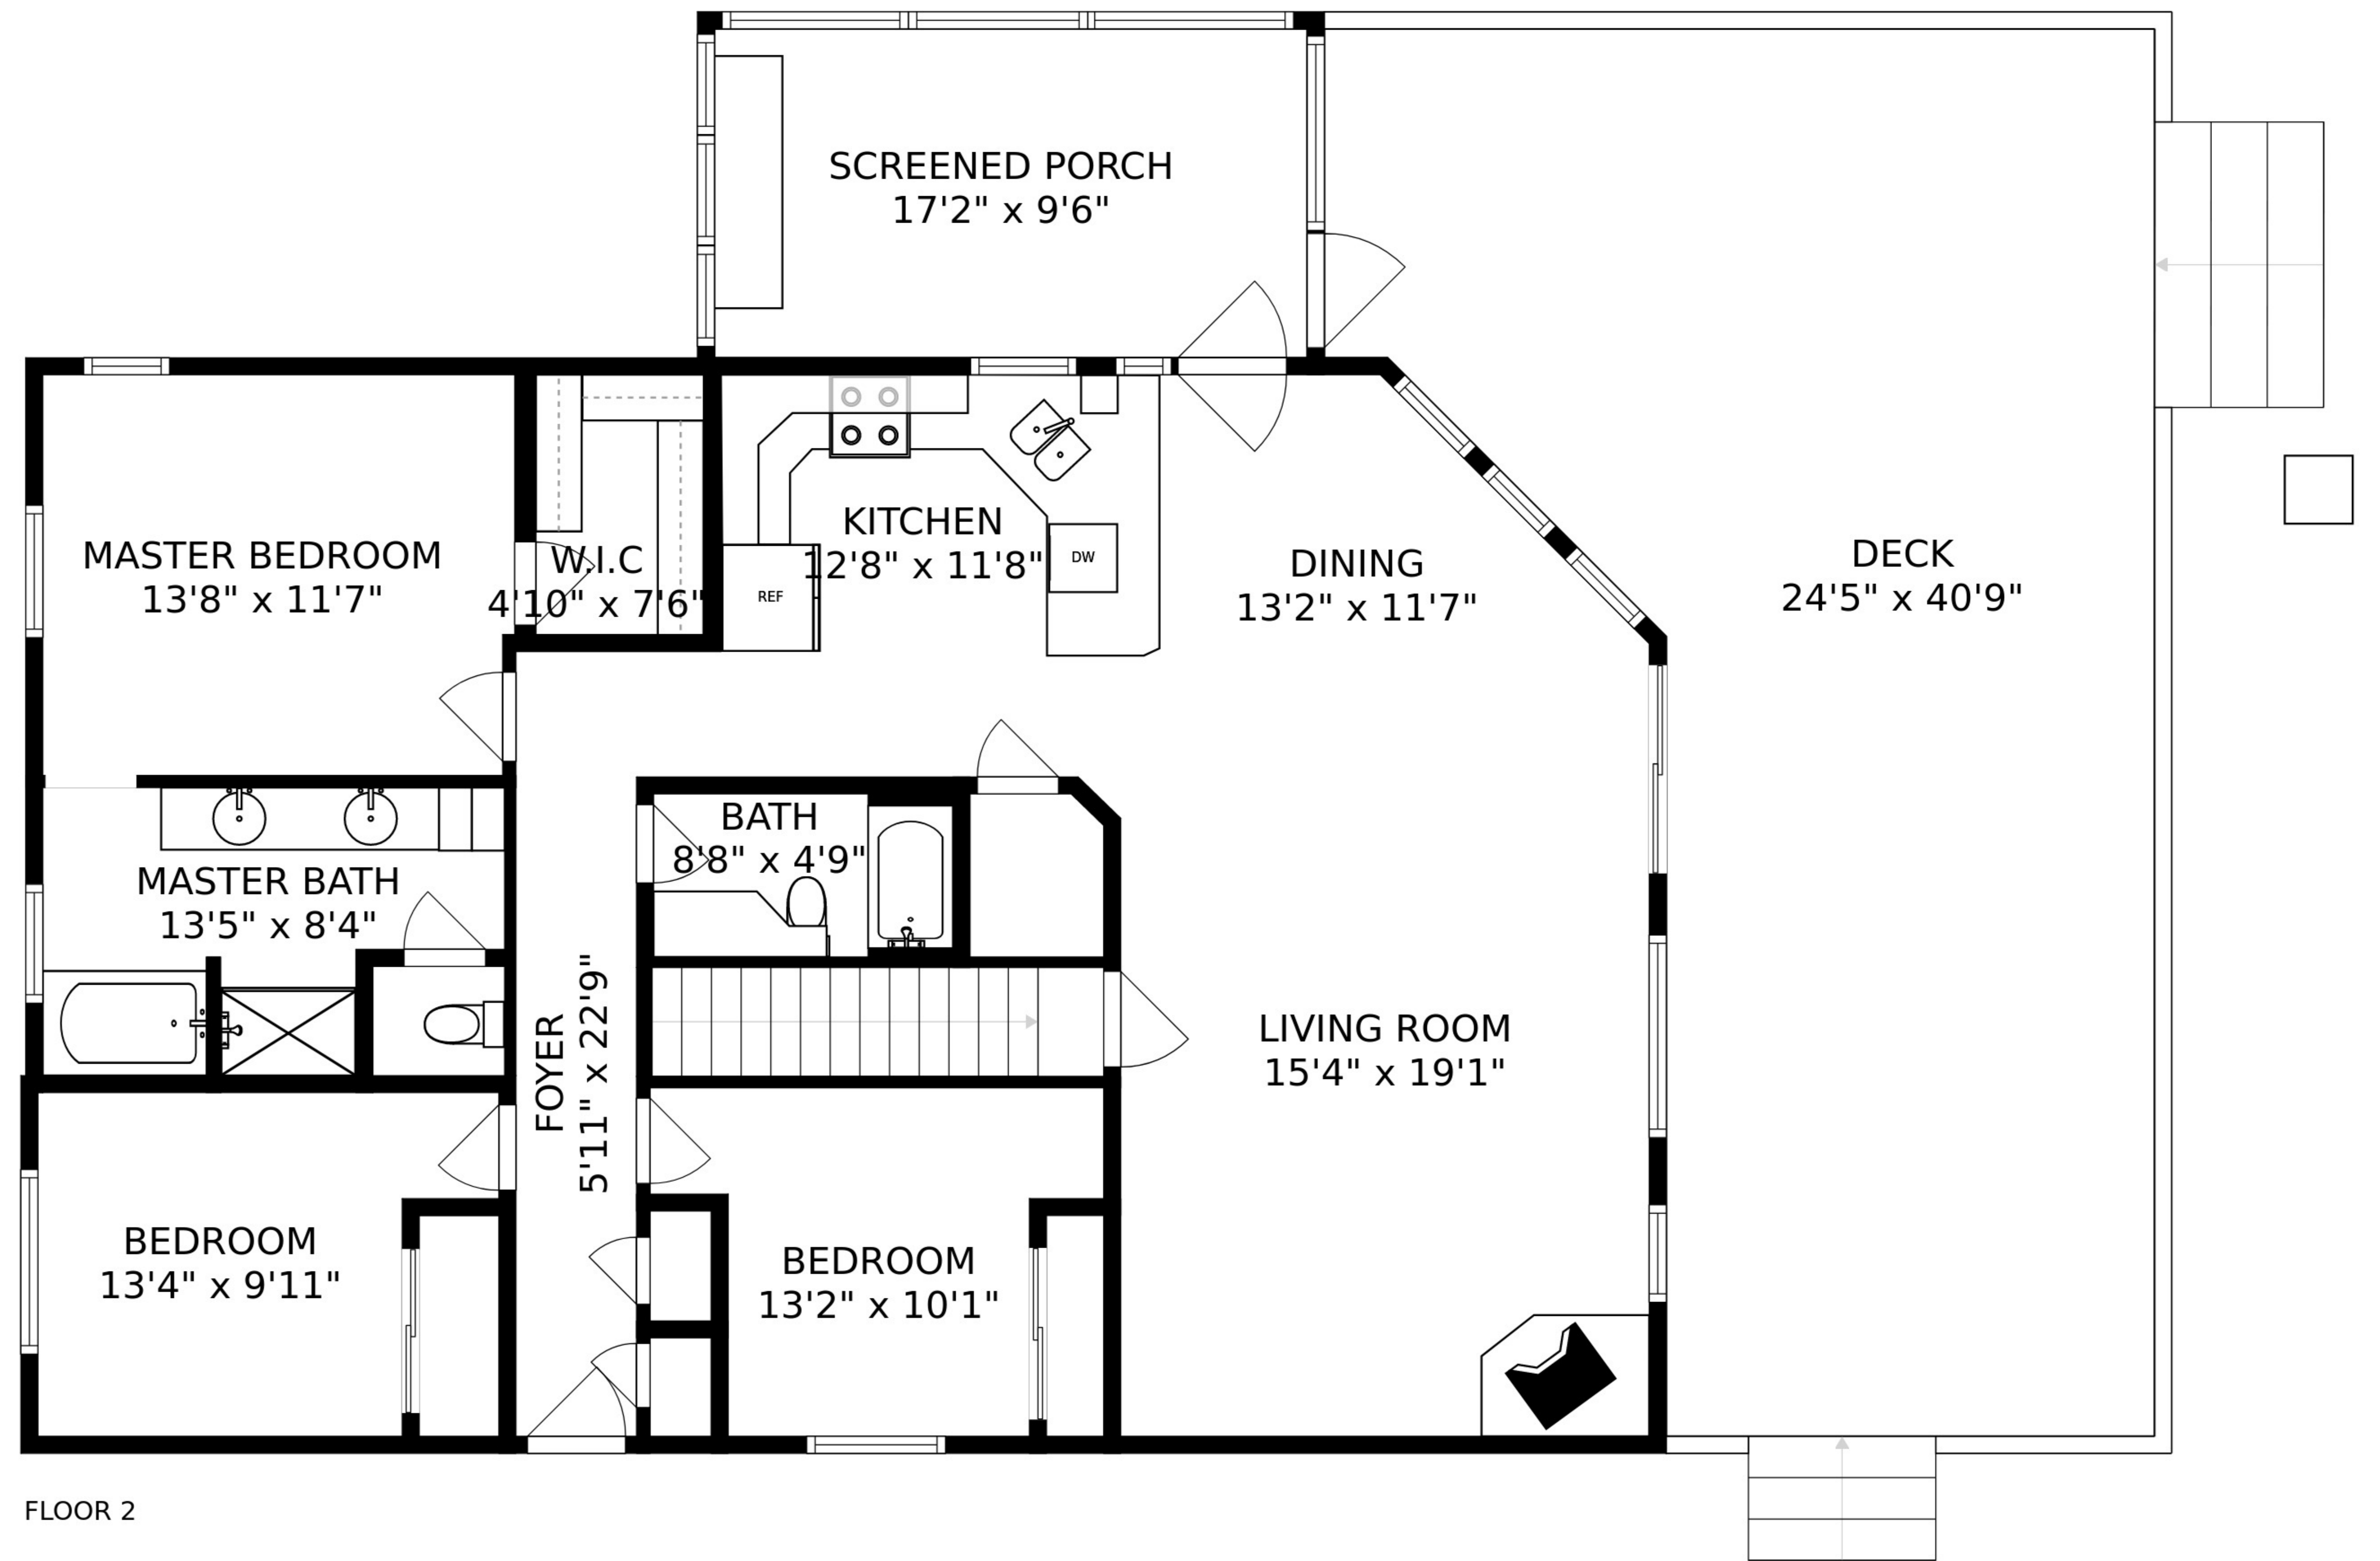 SCREENED PORCH
17'2" x 9'6"
MASTER BEDROOM
13'8" x 11'7"
W.I.C
4'10" x 7'6"
KITCHEN
12'8" x 11'8"
REF
DW
DINING
13'2" x 11'7"
DECK
24'5" x 40'9"
MASTER BATH
13'5" x 8'4"
BATH
8'8" x 4'9"
FOYER
5'11" x 22'9"
LIVING ROOM
15'4" x 19'1"
BEDROOM
13'4" x 9'11"
BEDROOM
13'2" x 10'1"
FLOOR 2